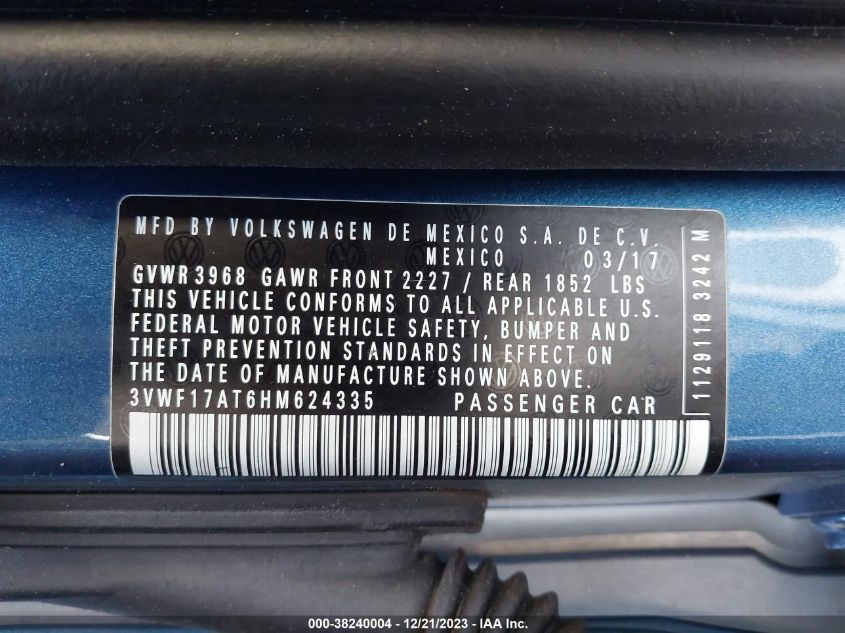 MFD BY VOLKSWAGEN DE MEXICO S.A. DE C.V.
MEXICO 03/17
GVWR 3968 GAWR FRONT 2227 / REAR 1852 LBS
THIS VEHICLE CONFORMS TO ALL APPLICABLE U.S.
FEDERAL MOTOR VEHICLE SAFETY, BUMPER AND
THEFT PREVENTION STANDARDS IN EFFECT ON
THE DATE OF MANUFACTURE SHOWN ABOVE.
3VWF17AT6HM624335 PASSENGER CAR
1129118 3242 M
000-38240004 - 12/21/2023 - IAA Inc.